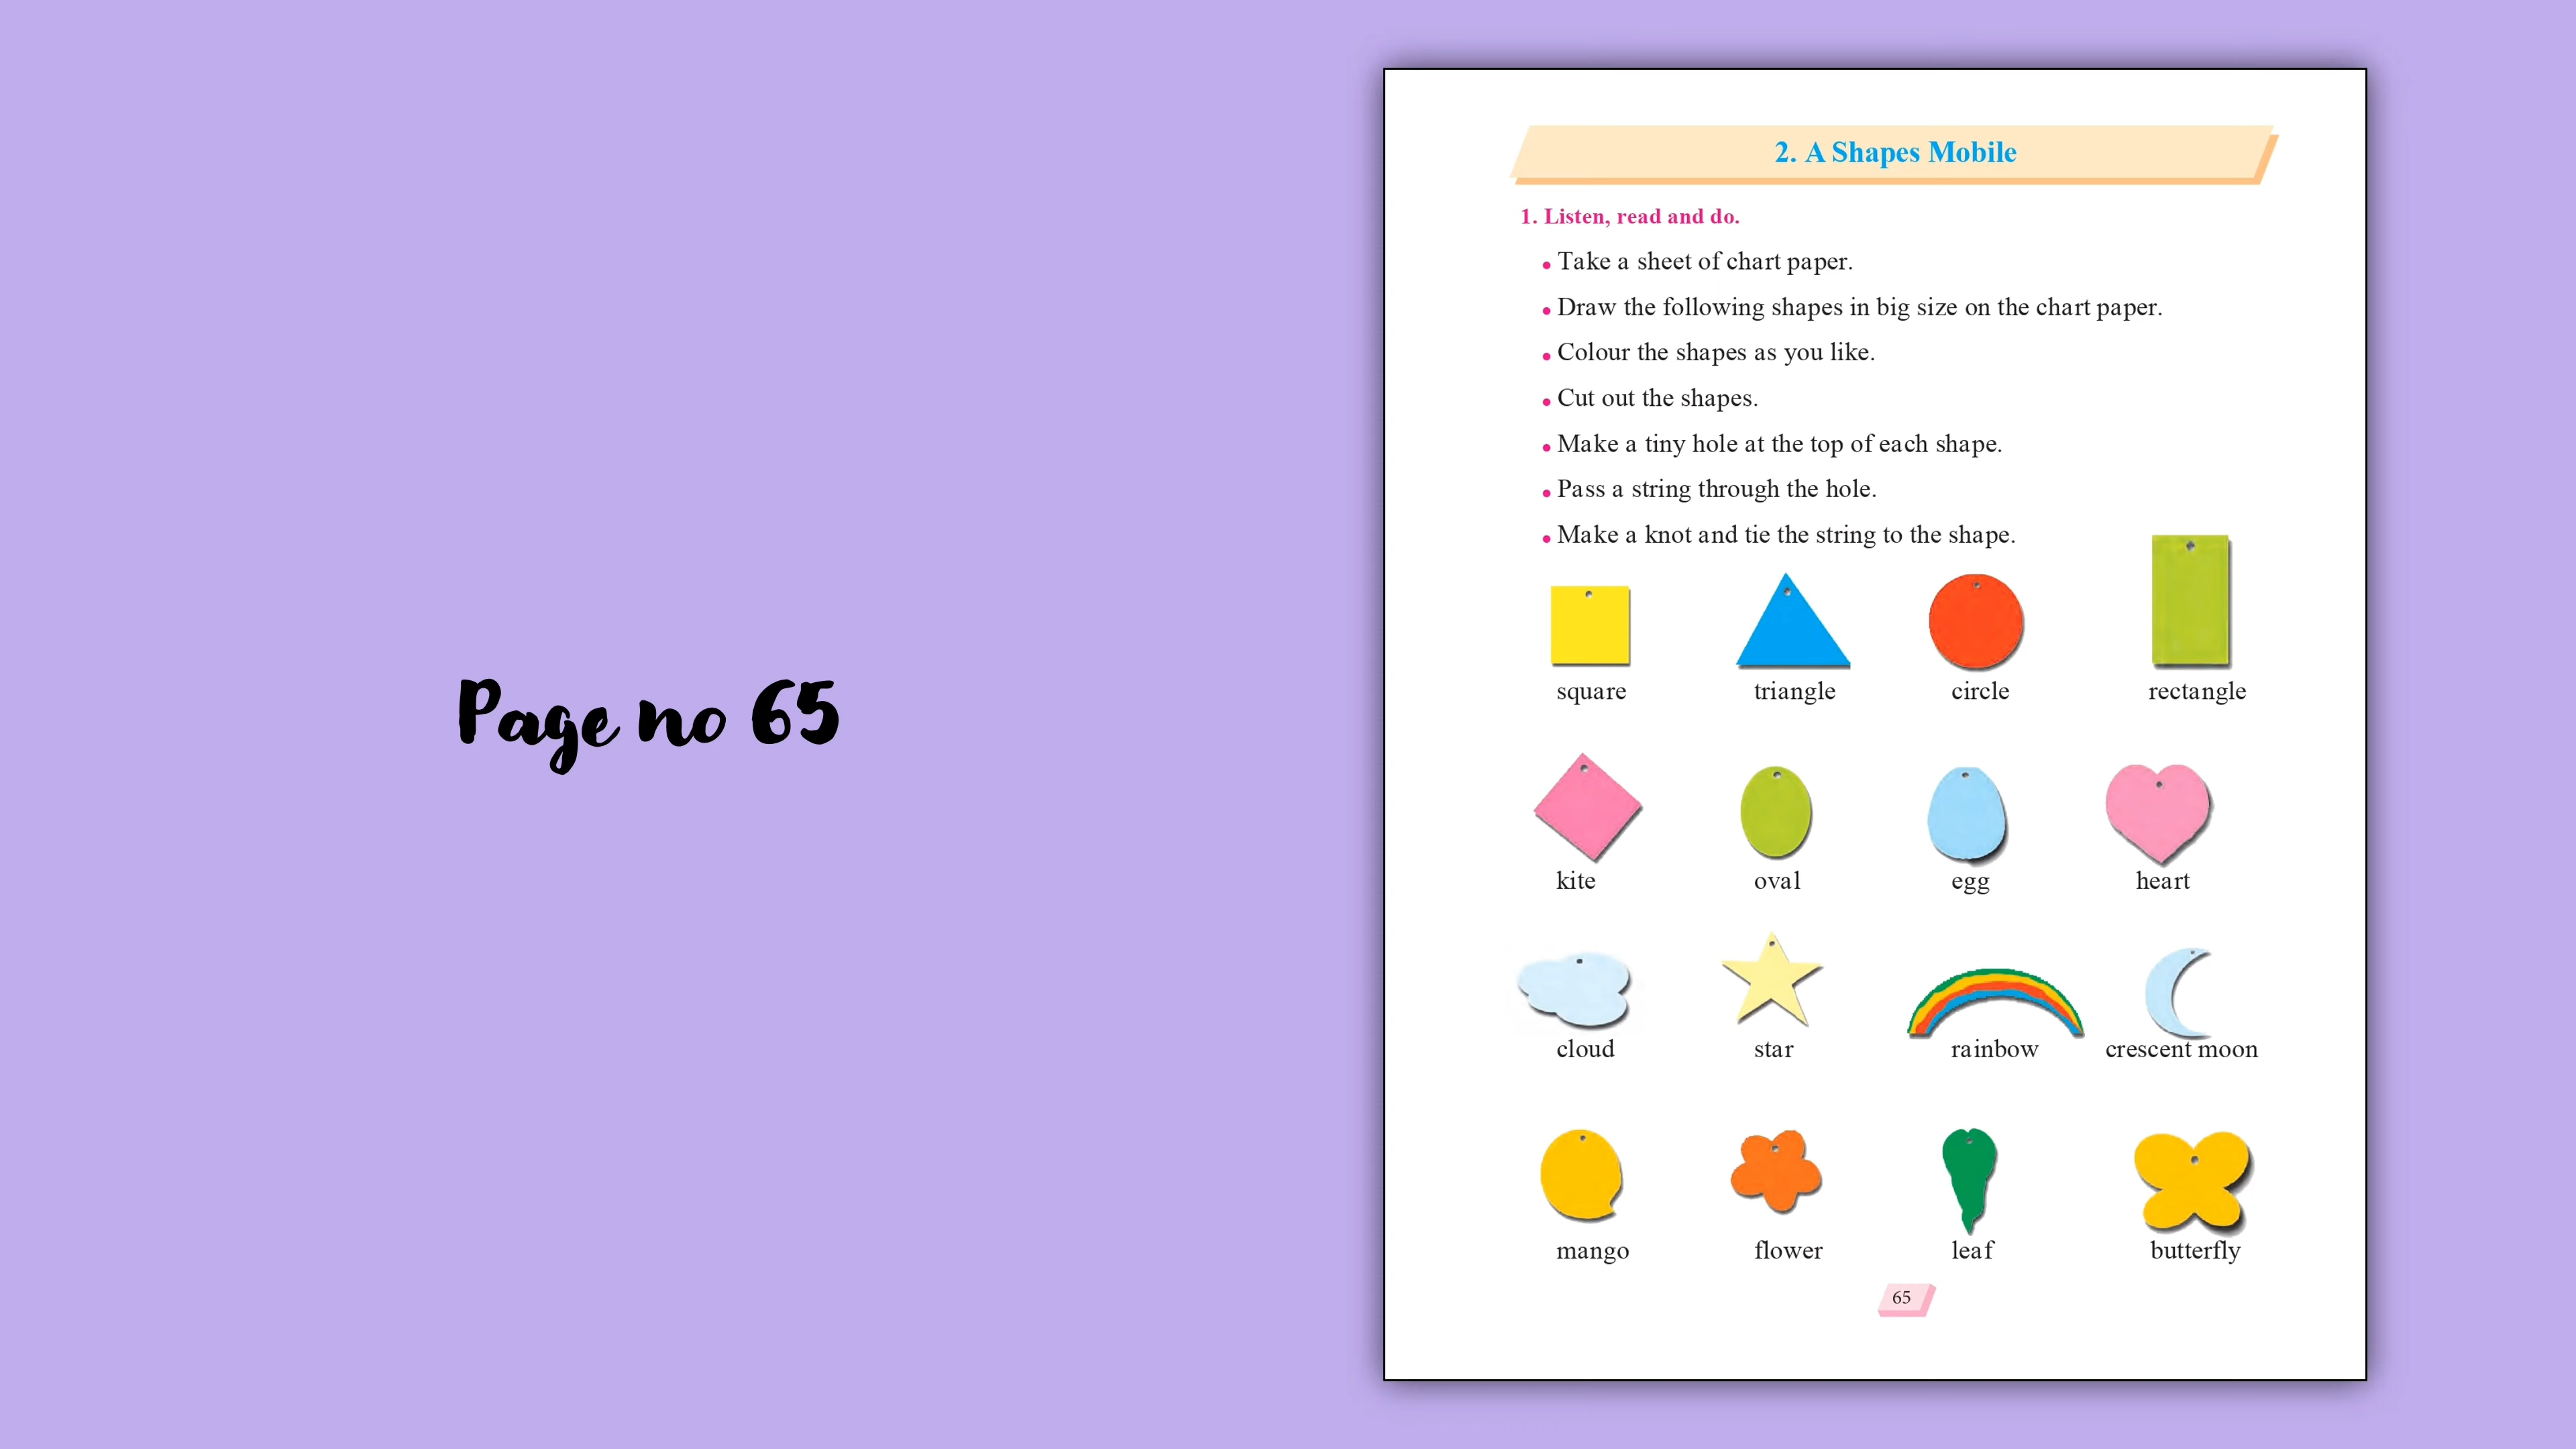 Page no 65
2. A Shapes Mobile
1. Listen, read and do.
• Take a sheet of chart paper.
• Draw the following shapes in big size on the chart paper.
• Colour the shapes as you like.
• Cut out the shapes.
• Make a tiny hole at the top of each shape.
• Pass a string through the hole.
• Make a knot and tie the string to the shape.
square triangle circle rectangle
kite oval egg heart
cloud star rainbow crescent moon
mango flower leaf butterfly
65